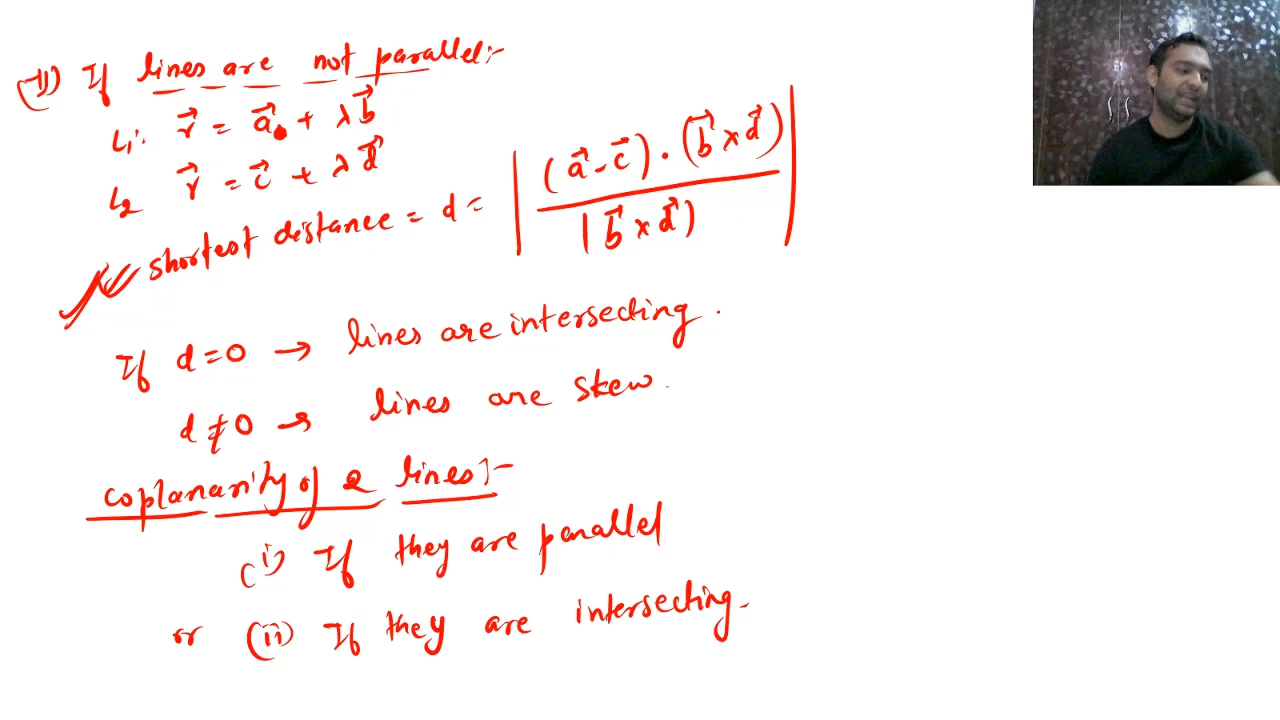 (II) If lines are not parallel:-
L₁: r⃗ = a⃗ + λb⃗
L₂ r⃗ = c⃗ + λd⃗
shortest distance = d = | (a⃗ - c⃗) · (b⃗ × d⃗) / |b⃗ × d⃗| |
If d=0 → lines are intersecting.
d≠0 → lines are skew.
coplanarity of 2 lines:-
(i) If they are parallel
or (ii) If they are intersecting.